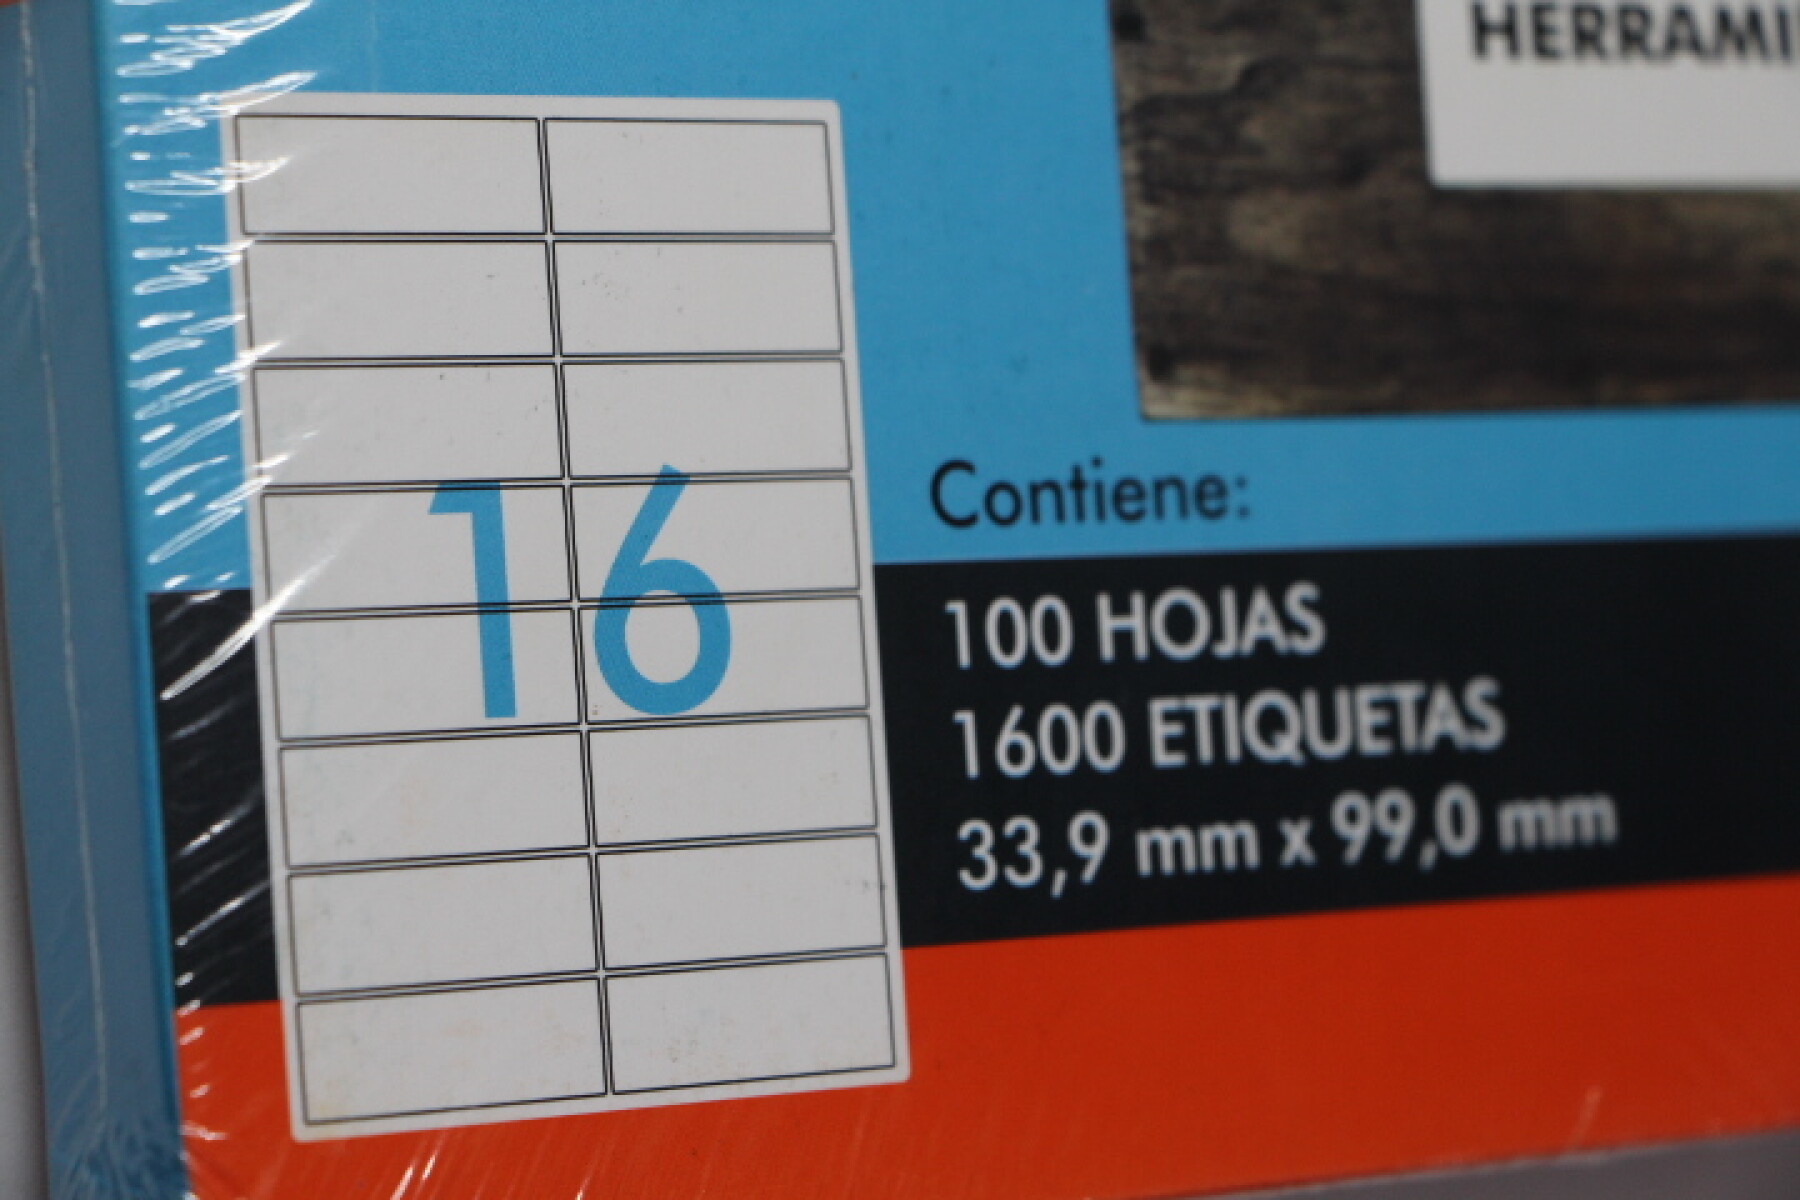 16
Contiene:
100 HOJAS
1600 ETIQUETAS
33,9 mm x 99,0 mm